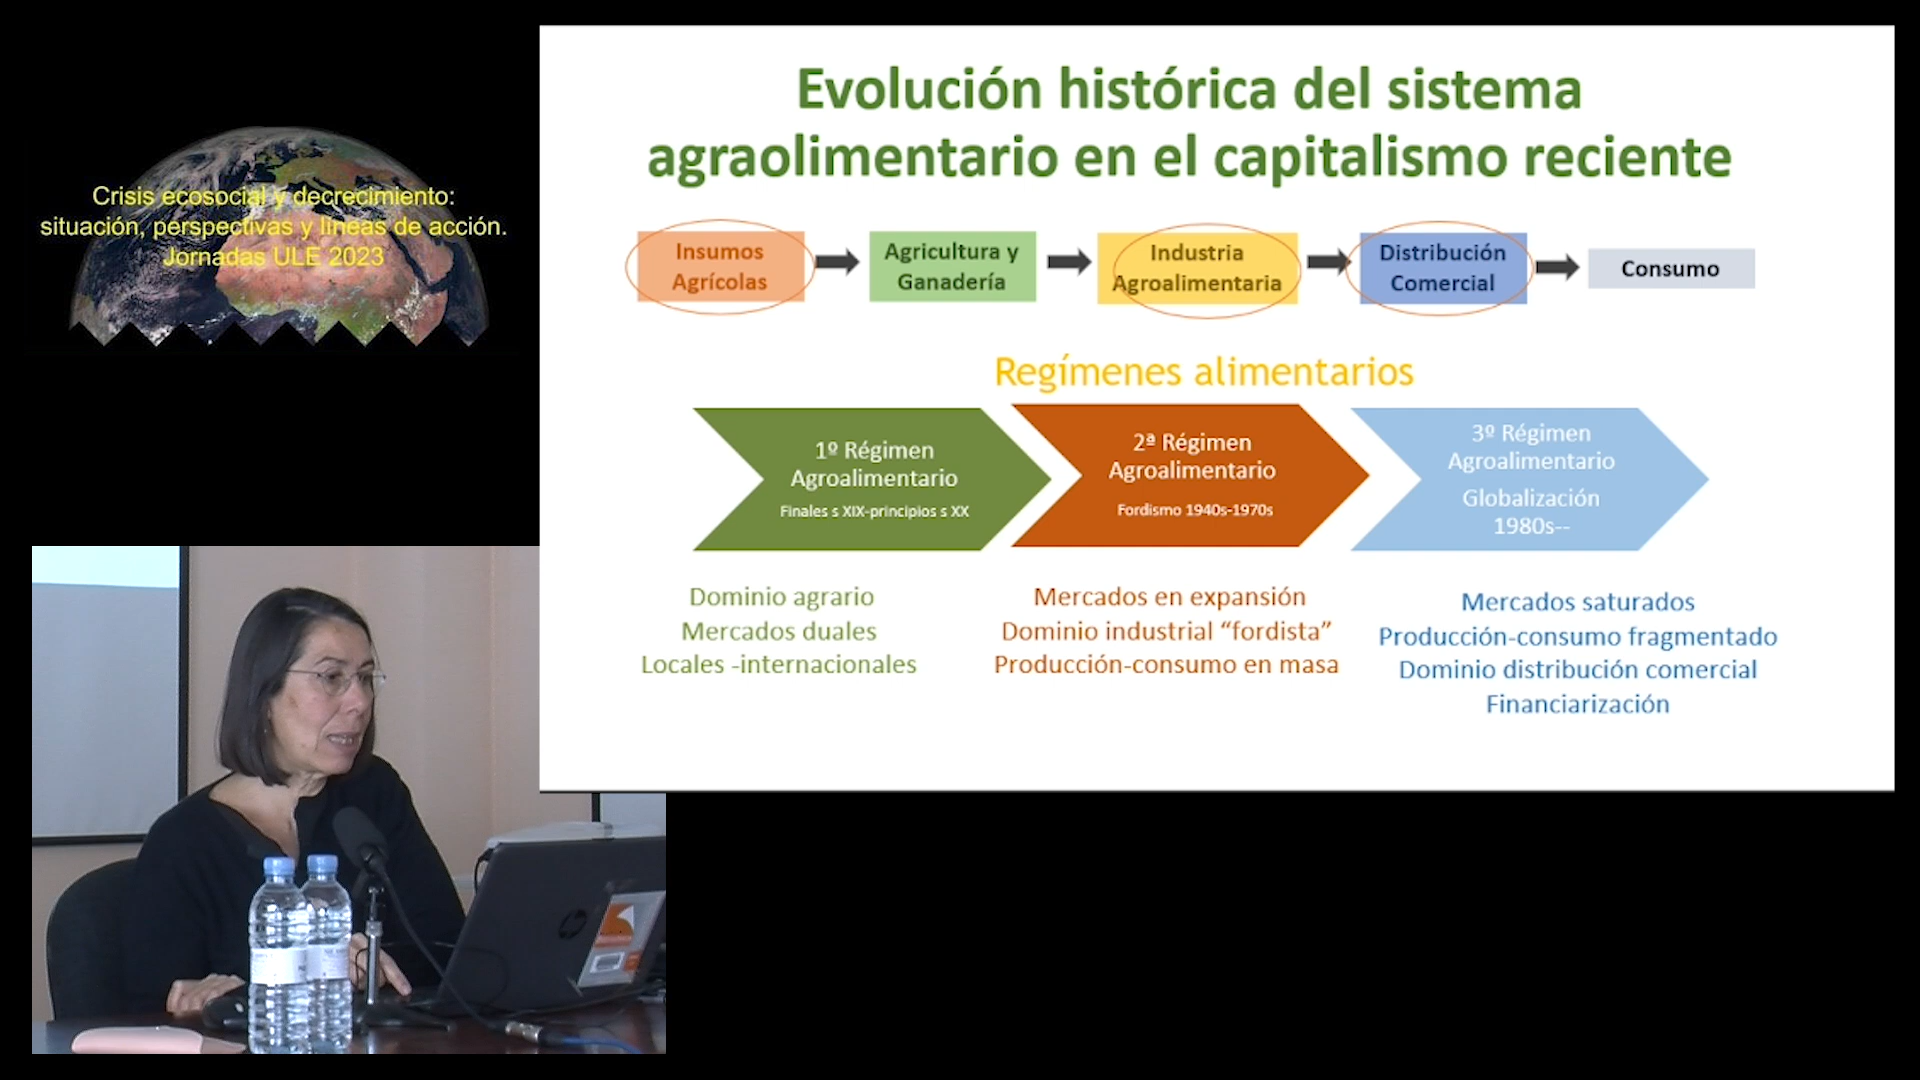 Crisis ecosocial y decrecimiento:
situación, perspectivas y líneas de acción.
Jornadas ULE 2023
Evolución histórica del sistema
agraolimentario en el capitalismo reciente
Insumos
Agrícolas
Agricultura y
Ganadería
Industria
Agroalimentaria
Distribución
Comercial
Consumo
Regímenes alimentarios
1º Régimen
Agroalimentario
Finales s XIX-principios s XX
2ª Régimen
Agroalimentario
Fordismo 1940s-1970s
3º Régimen
Agroalimentario
Globalización
1980s--
Dominio agrario
Mercados duales
Locales -internacionales
Mercados en expansión
Dominio industrial “fordista”
Producción-consumo en masa
Mercados saturados
Producción-consumo fragmentado
Dominio distribución comercial
Financiarización
hp